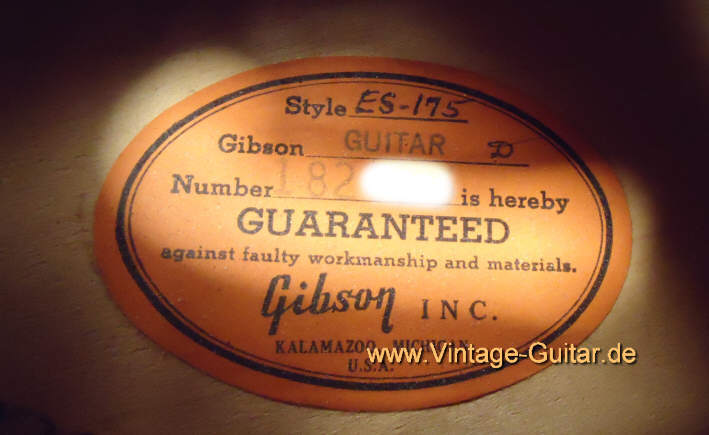 Style ES-175
Gibson GUITAR D
Number 182 is hereby
GUARANTEED
against faulty workmanship and materials.
Gibson INC.
KALAMAZOO, MICHIGAN
U.S.A.
www.Vintage-Guitar.de